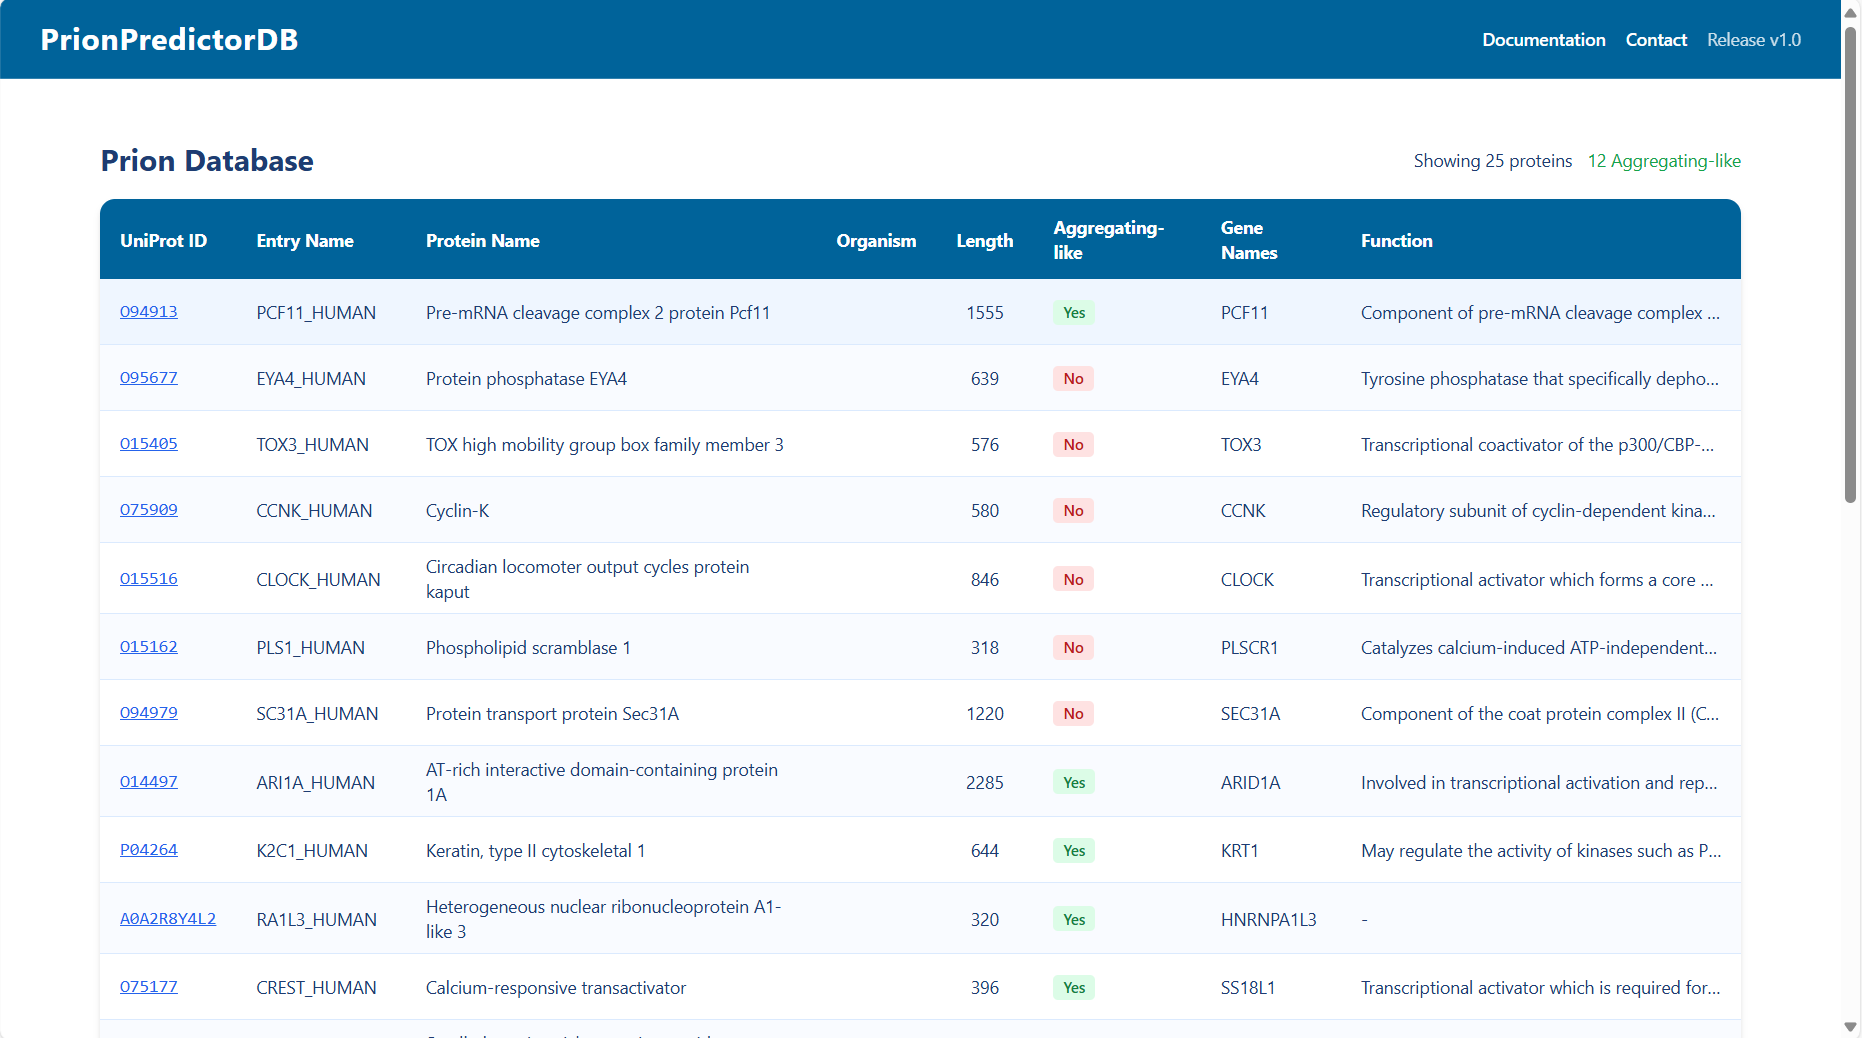 PrionPredictorDB
Documentation Contact Release v1.0
Prion Database
Showing 25 proteins 12 Aggregating-like
UniProt ID Entry Name Protein Name Organism Length Aggregating-like Gene Names Function
O94913 PCF11_HUMAN Pre-mRNA cleavage complex 2 protein Pcf11 1555 Yes PCF11 Component of pre-mRNA cleavage complex ...
O95677 EYA4_HUMAN Protein phosphatase EYA4 639 No EYA4 Tyrosine phosphatase that specifically depho...
O15405 TOX3_HUMAN TOX high mobility group box family member 3 576 No TOX3 Transcriptional coactivator of the p300/CBP-...
O75909 CCNK_HUMAN Cyclin-K 580 No CCNK Regulatory subunit of cyclin-dependent kina...
O15516 CLOCK_HUMAN Circadian locomoter output cycles protein kaput 846 No CLOCK Transcriptional activator which forms a core ...
O15162 PLS1_HUMAN Phospholipid scramblase 1 318 No PLSCR1 Catalyzes calcium-induced ATP-independent...
O94979 SC31A_HUMAN Protein transport protein Sec31A 1220 No SEC31A Component of the coat protein complex II (C...
O14497 ARI1A_HUMAN AT-rich interactive domain-containing protein 1A 2285 Yes ARID1A Involved in transcriptional activation and rep...
P04264 K2C1_HUMAN Keratin, type II cytoskeletal 1 644 Yes KRT1 May regulate the activity of kinases such as P...
A0A2R8Y4L2 RA1L3_HUMAN Heterogeneous nuclear ribonucleoprotein A1-like 3 320 Yes HNRNPA1L3 -
O75177 CREST_HUMAN Calcium-responsive transactivator 396 Yes SS18L1 Transcriptional activator which is required for...